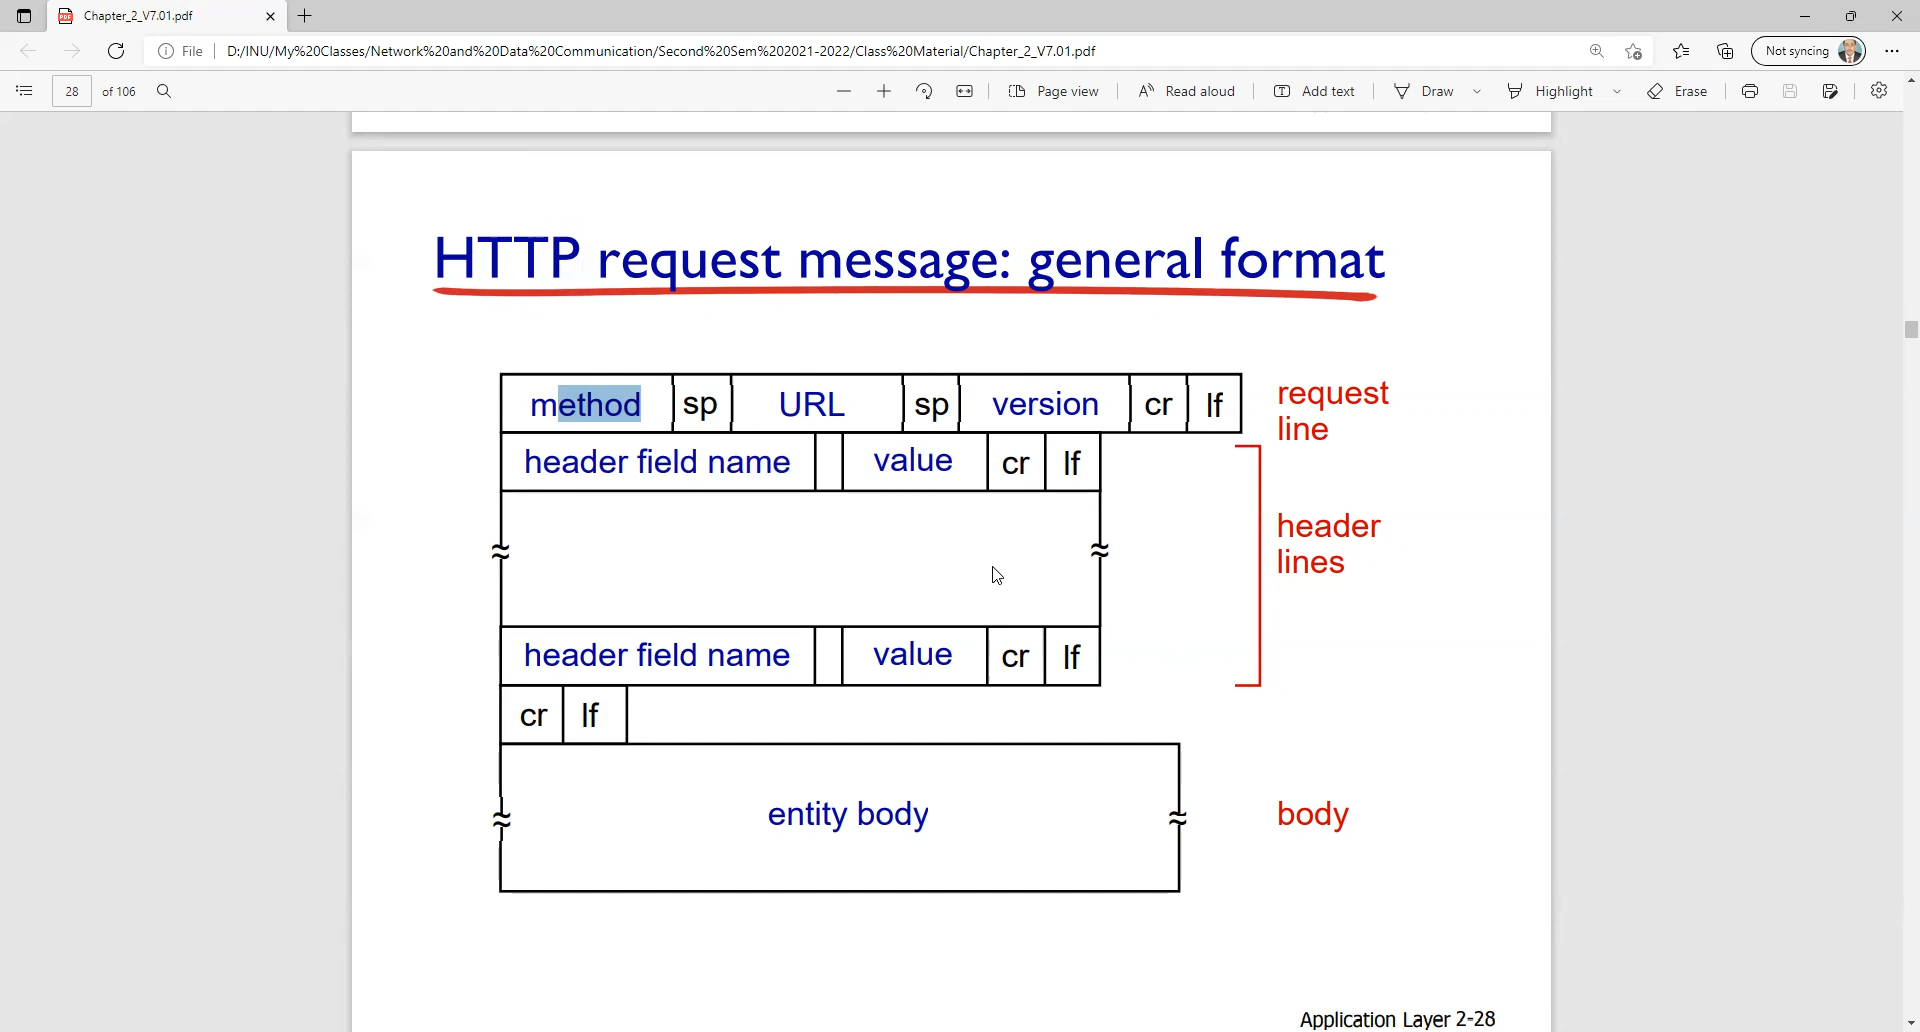 Chapter_2_V7.01.pdf
File D:/INU/My%20Classes/Network%20and%20Data%20Communication/Second%20Sem%202021-2022/Class%20Material/Chapter_2_V7.01.pdf Not syncing
28 of 106 Page view Read aloud Add text Draw Highlight Erase
HTTP request message: general format
method sp URL sp version cr lf request
line
header field name value cr lf
header
lines
header field name value cr lf
cr lf
entity body body
Application Layer 2-28